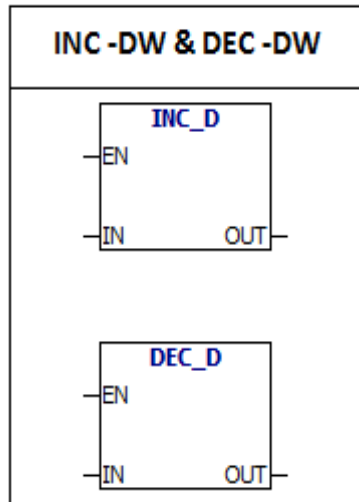 INC -DW & DEC -DW
INC_D
EN
IN OUT
DEC_D
EN
IN OUT